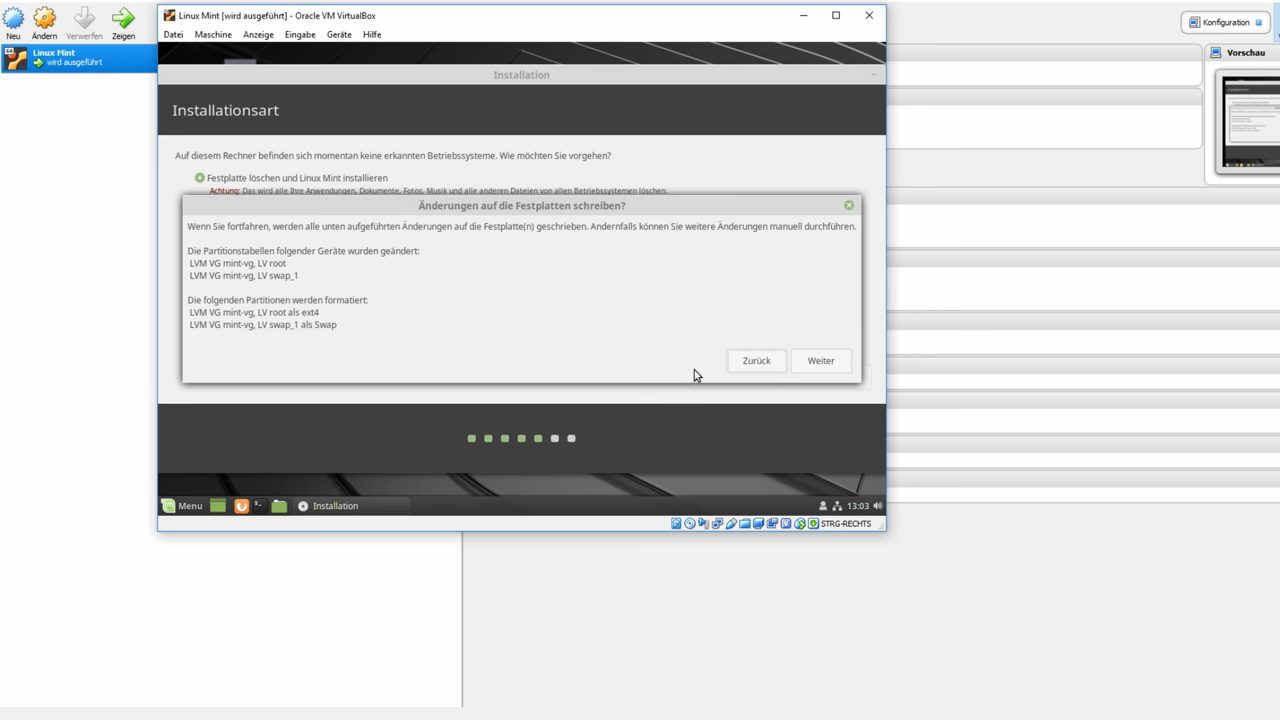 Linux Mint [wird ausgeführt] - Oracle VM VirtualBox
Neu
Ändern
Verwerfen
Zeigen
Konfiguration
Datei
Maschine
Anzeige
Eingabe
Geräte
Hilfe
Linux Mint
wird ausgeführt
Vorschau
Installation
Installationsart
Auf diesem Rechner befinden sich momentan keine erkannten Betriebssysteme. Wie möchten Sie vorgehen?
Festplatte löschen und Linux Mint installieren
Achtung: Das wird alle Ihre Anwendungen, Dokumente, Fotos, Musik und alle anderen Dateien von allen Betriebssystemen löschen.
Änderungen auf die Festplatten schreiben?
Wenn Sie fortfahren, werden alle unten aufgeführten Änderungen auf die Festplatte(n) geschrieben. Andernfalls können Sie weitere Änderungen manuell durchführen.
Die Partitionstabellen folgender Geräte wurden geändert:
LVM VG mint-vg, LV root
LVM VG mint-vg, LV swap_1
Die folgenden Partitionen werden formatiert:
LVM VG mint-vg, LV root als ext4
LVM VG mint-vg, LV swap_1 als Swap
Zurück
Weiter
Menu
Installation
13:03
STRG-RECHTS